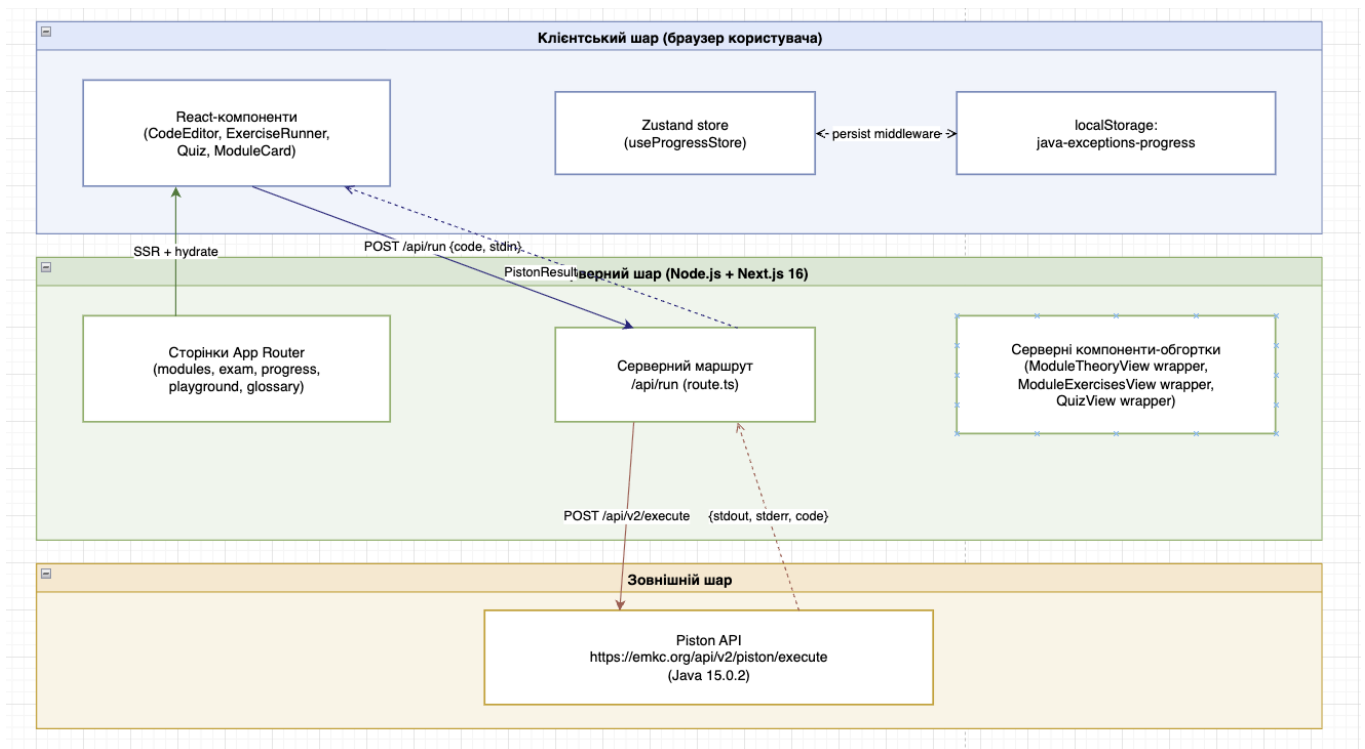 Клієнтський шар (браузер користувача)
React-компоненти
(CodeEditor, ExerciseRunner,
Quiz, ModuleCard)
Zustand store
(useProgressStore)
persist middleware
localStorage:
java-exceptions-progress
SSR + hydrate
POST /api/run {code, stdin}
PistonResult
верний шар (Node.js + Next.js 16)
Сторінки App Router
(modules, exam, progress,
playground, glossary)
Серверний маршрут
/api/run (route.ts)
Серверні компоненти-обгортки
(ModuleTheoryView wrapper,
ModuleExercisesView wrapper,
QuizView wrapper)
POST /api/v2/execute
{stdout, stderr, code}
Зовнішній шар
Piston API
https://emkc.org/api/v2/piston/execute
(Java 15.0.2)